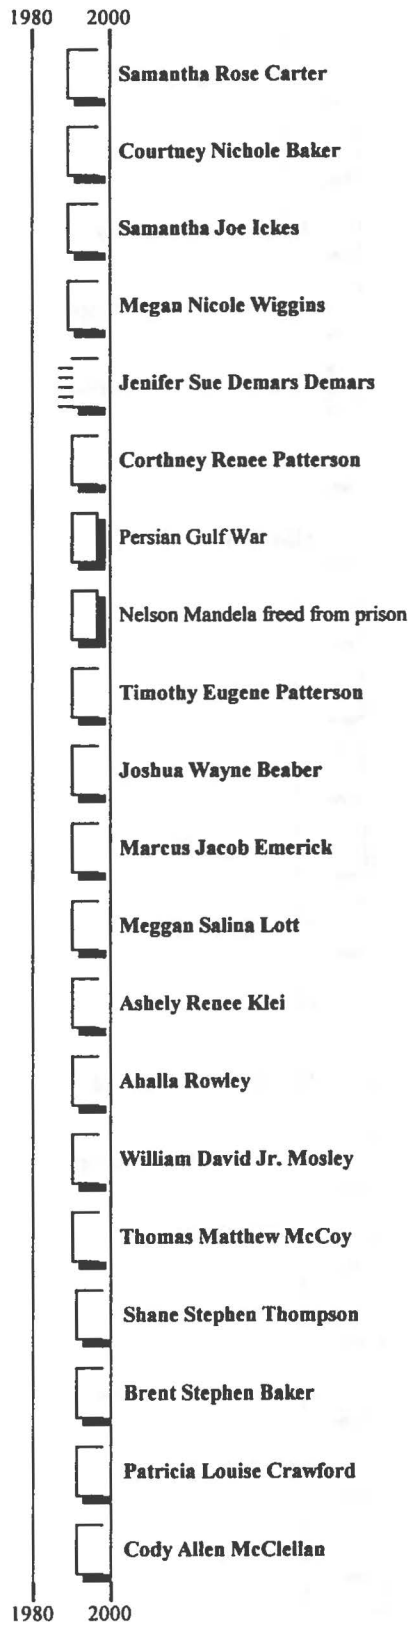 1980 2000
Samantha Rose Carter
Courtney Nichole Baker
Samantha Joe Ickes
Megan Nicole Wiggins
Jenifer Sue Demars Demars
Corthney Renee Patterson
Persian Gulf War
Nelson Mandela freed from prison
Timothy Eugene Patterson
Joshua Wayne Beaber
Marcus Jacob Emerick
Meggan Salina Lott
Ashely Renee Klei
Ahalla Rowley
William David Jr. Mosley
Thomas Matthew McCoy
Shane Stephen Thompson
Brent Stephen Baker
Patricia Louise Crawford
Cody Allen McClellan
1980 2000